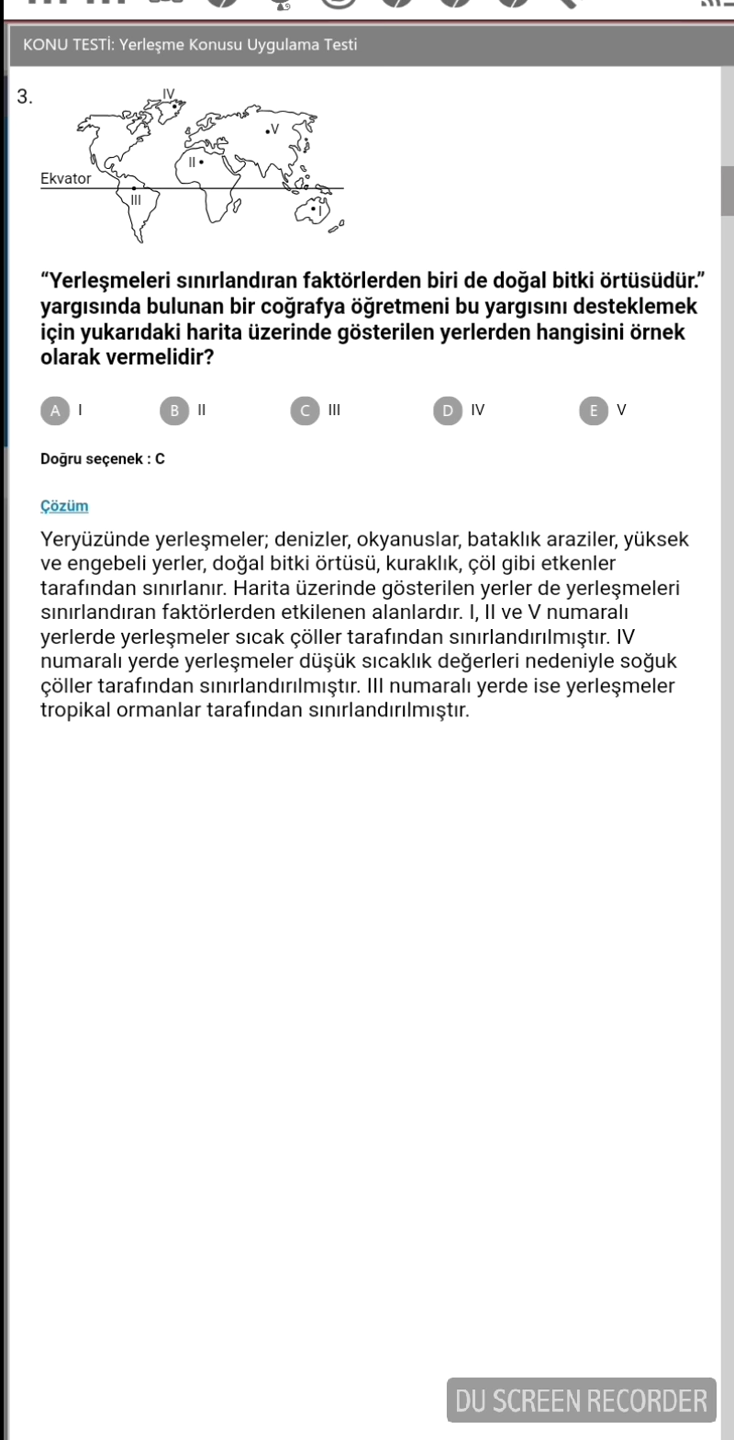 KONU TESTİ: Yerleşme Konusu Uygulama Testi
3.
IV
V
II
Ekvator
III
I
“Yerleşmeleri sınırlandıran faktörlerden biri de doğal bitki örtüsüdür.”
yargısında bulunan bir coğrafya öğretmeni bu yargısını desteklemek
için yukarıdaki harita üzerinde gösterilen yerlerden hangisini örnek
olarak vermelidir?
A I B II C III D IV E V
Doğru seçenek : C
Çözüm
Yeryüzünde yerleşmeler; denizler, okyanuslar, bataklık araziler, yüksek
ve engebeli yerler, doğal bitki örtüsü, kuraklık, çöl gibi etkenler
tarafından sınırlanır. Harita üzerinde gösterilen yerler de yerleşmeleri
sınırlandıran faktörlerden etkilenen alanlardır. I, II ve V numaralı
yerlerde yerleşmeler sıcak çöller tarafından sınırlandırılmıştır. IV
numaralı yerde yerleşmeler düşük sıcaklık değerleri nedeniyle soğuk
çöller tarafından sınırlandırılmıştır. III numaralı yerde ise yerleşmeler
tropikal ormanlar tarafından sınırlandırılmıştır.
DU SCREEN RECORDER